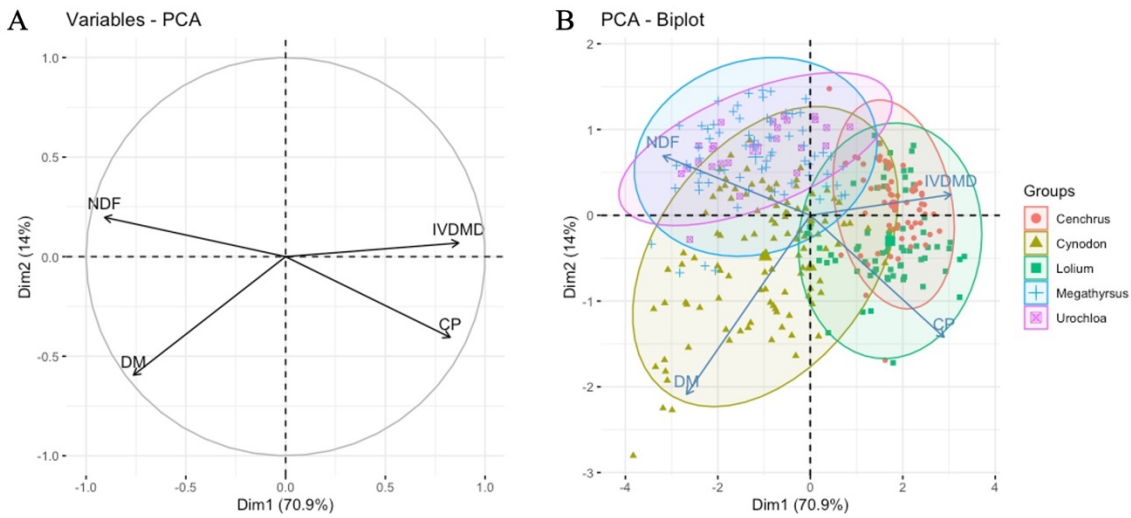 A
Variables - PCA
1.0
0.5
0.0
-0.5
-1.0
NDF
IVDMD
CP
DM
-1.0 -0.5 0.0 0.5 1.0
Dim1 (70.9%)
Dim2 (14%)
B
PCA - Biplot
2
1
0
-1
-2
-3
NDF
IVDMD
CP
DM
-4 -2 0 2 4
Dim1 (70.9%)
Dim2 (14%)
Groups
Cenchrus
Cynodon
Lolium
Megathyrsus
Urochloa